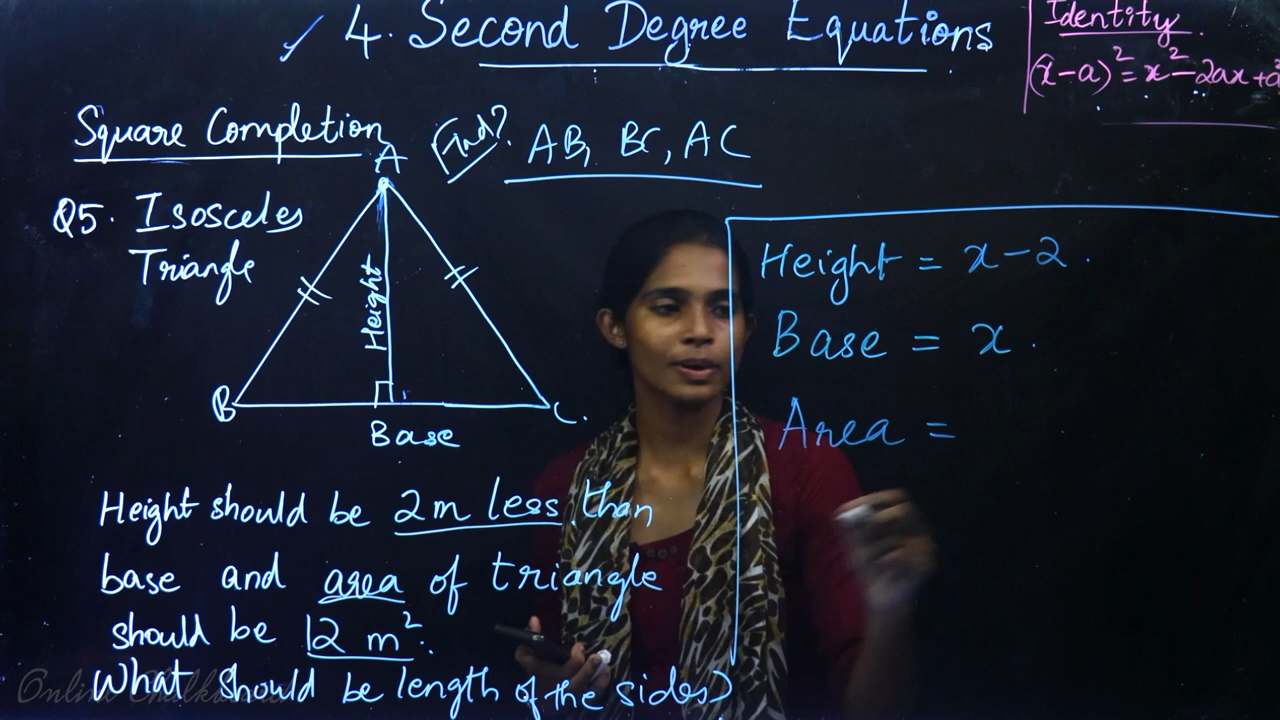 ✓ 4. Second Degree Equations
Identity
(x-a)² = x² - 2ax + a²
Square Completion
Find? AB, BC, AC
Q5. Isosceles
Triangle
A
Height
B
C
Base
Height = x-2.
Base = x.
Area =
Height should be 2m less than
base and area of triangle
should be 12 m².
What should be length of the sides?